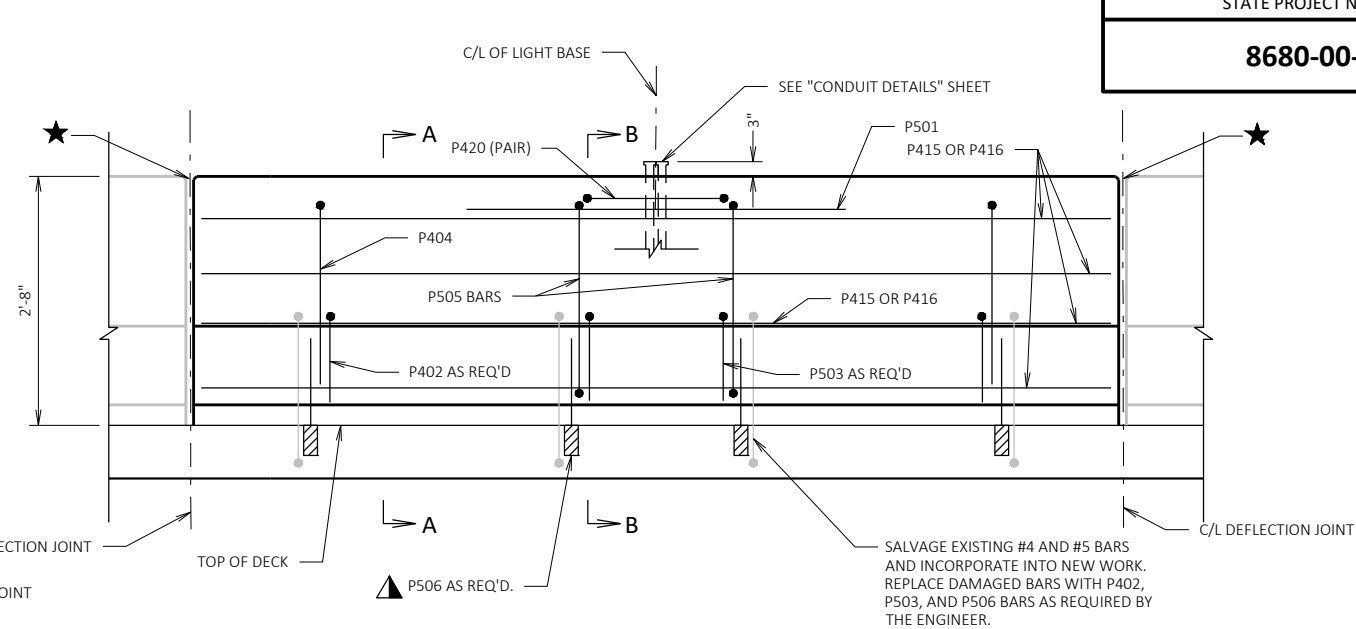 STATE PROJECT N
8680-00-
C/L OF LIGHT BASE
SEE "CONDUIT DETAILS" SHEET
★
A
B
3"
P501
★
P420 (PAIR)
P415 OR P416
P404
2'-8"
P505 BARS
P415 OR P416
P402 AS REQ'D
P503 AS REQ'D
A
B
ECTION JOINT
TOP OF DECK
C/L DEFLECTION JOINT
OINT
P506 AS REQ'D.
SALVAGE EXISTING #4 AND #5 BARS
AND INCORPORATE INTO NEW WORK.
REPLACE DAMAGED BARS WITH P402,
P503, AND P506 BARS AS REQUIRED BY
THE ENGINEER.